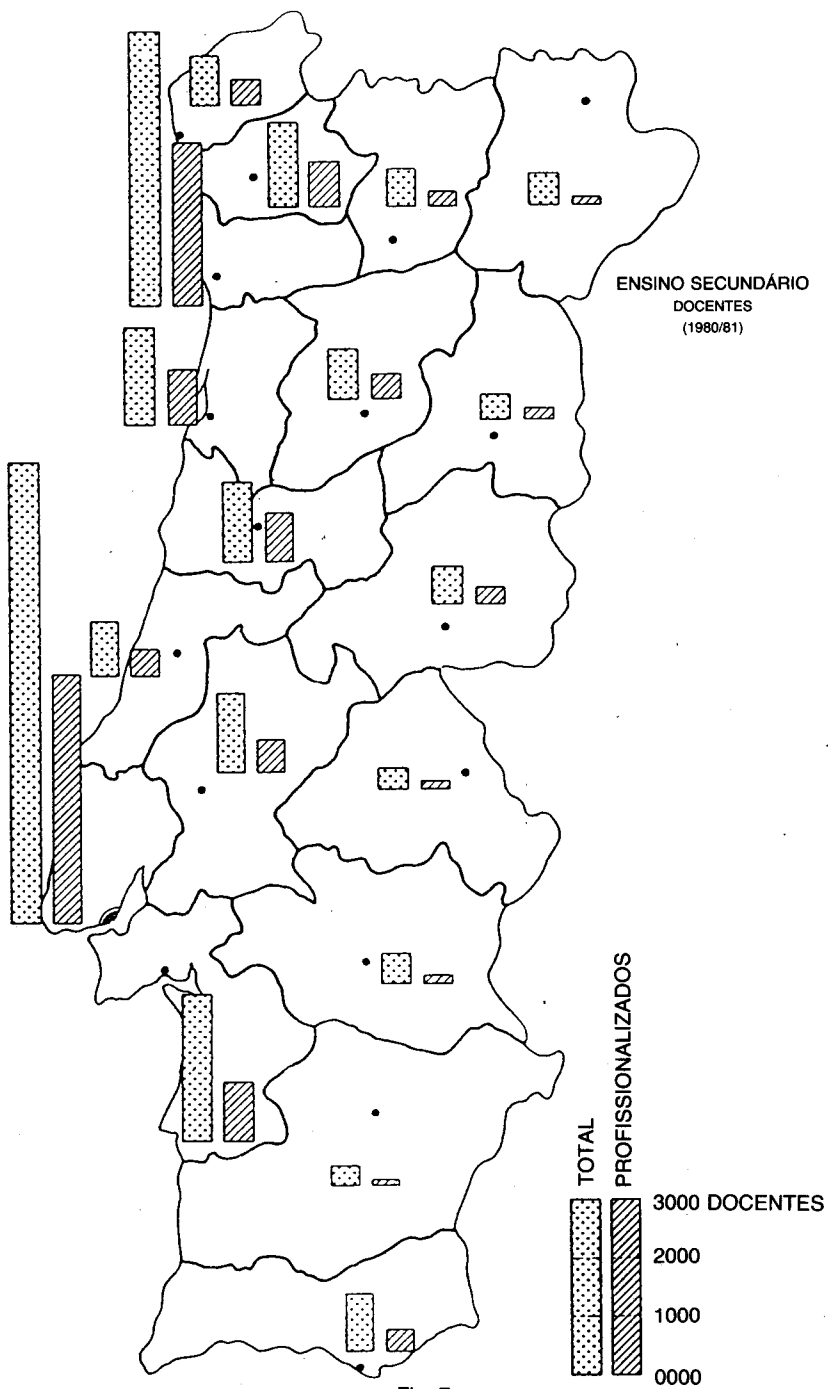 ENSINO SECUNDÁRIO
DOCENTES
(1980/81)
TOTAL
PROFISSIONALIZADOS
3000 DOCENTES
2000
1000
0000